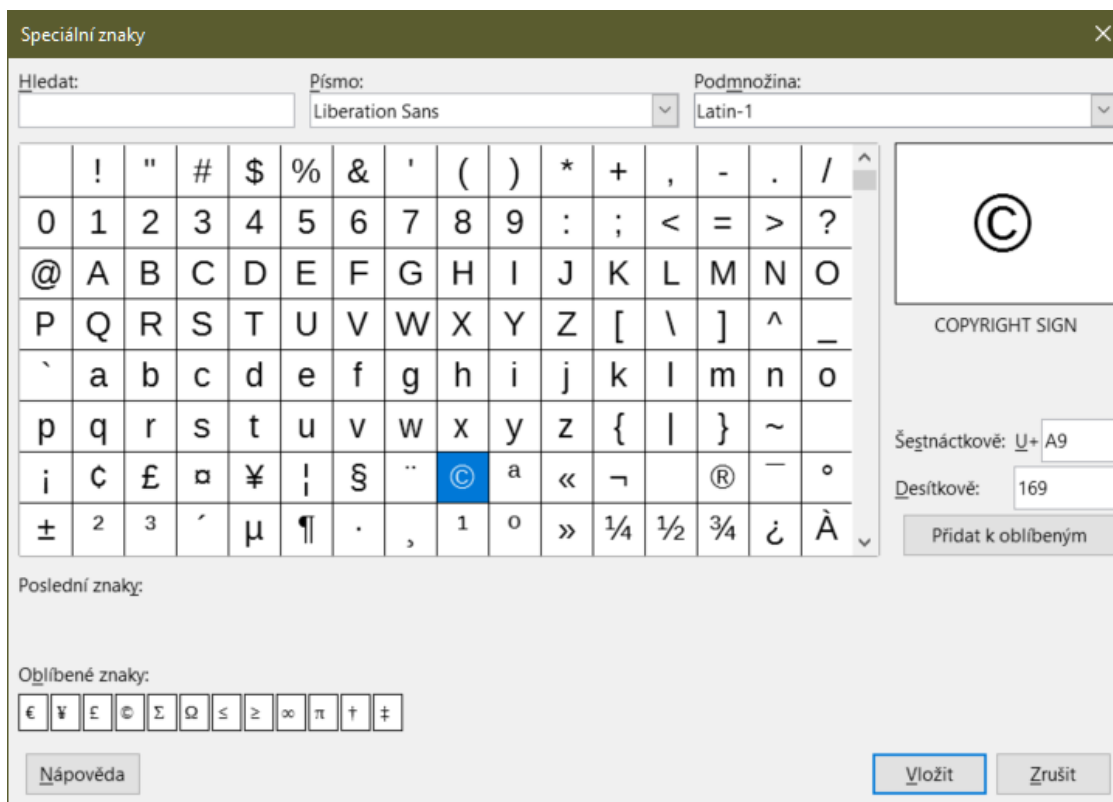 Speciální znaky
Hledat: Písmo: Podmnožina:
Liberation Sans Latin-1
! " # $ % & ' ( ) * + , - . /
0 1 2 3 4 5 6 7 8 9 : ; < = > ?
@ A B C D E F G H I J K L M N O
P Q R S T U V W X Y Z [ \ ] ^ _
` a b c d e f g h i j k l m n o
p q r s t u v w x y z { | } ~
¡ ¢ £ ¤ ¥ ¦ § ¨ © ª « ¬ ® ¯ °
± ² ³ ´ µ ¶ · ¸ ¹ º » ¼ ½ ¾ ¿ À
©
COPYRIGHT SIGN
Šestnáctkově: U+ A9
Desítkově: 169
Přidat k oblíbeným
Poslední znaky:
Oblíbené znaky:
€ ¥ £ © Σ Ω ≤ ≥ ∞ π † ‡
Nápověda Vložit Zrušit